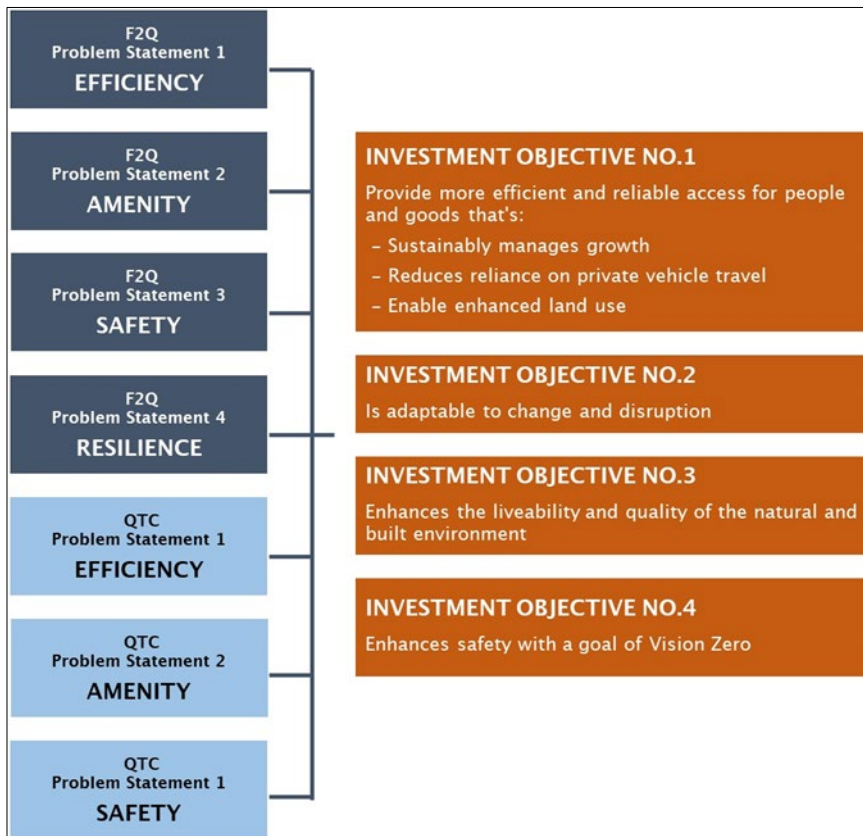 F2Q
Problem Statement 1
EFFICIENCY
F2Q
Problem Statement 2
AMENITY
F2Q
Problem Statement 3
SAFETY
F2Q
Problem Statement 4
RESILIENCE
QTC
Problem Statement 1
EFFICIENCY
QTC
Problem Statement 2
AMENITY
QTC
Problem Statement 1
SAFETY
INVESTMENT OBJECTIVE NO.1
Provide more efficient and reliable access for people
and goods that's:
– Sustainably manages growth
– Reduces reliance on private vehicle travel
– Enable enhanced land use
INVESTMENT OBJECTIVE NO.2
Is adaptable to change and disruption
INVESTMENT OBJECTIVE NO.3
Enhances the liveability and quality of the natural and
built environment
INVESTMENT OBJECTIVE NO.4
Enhances safety with a goal of Vision Zero